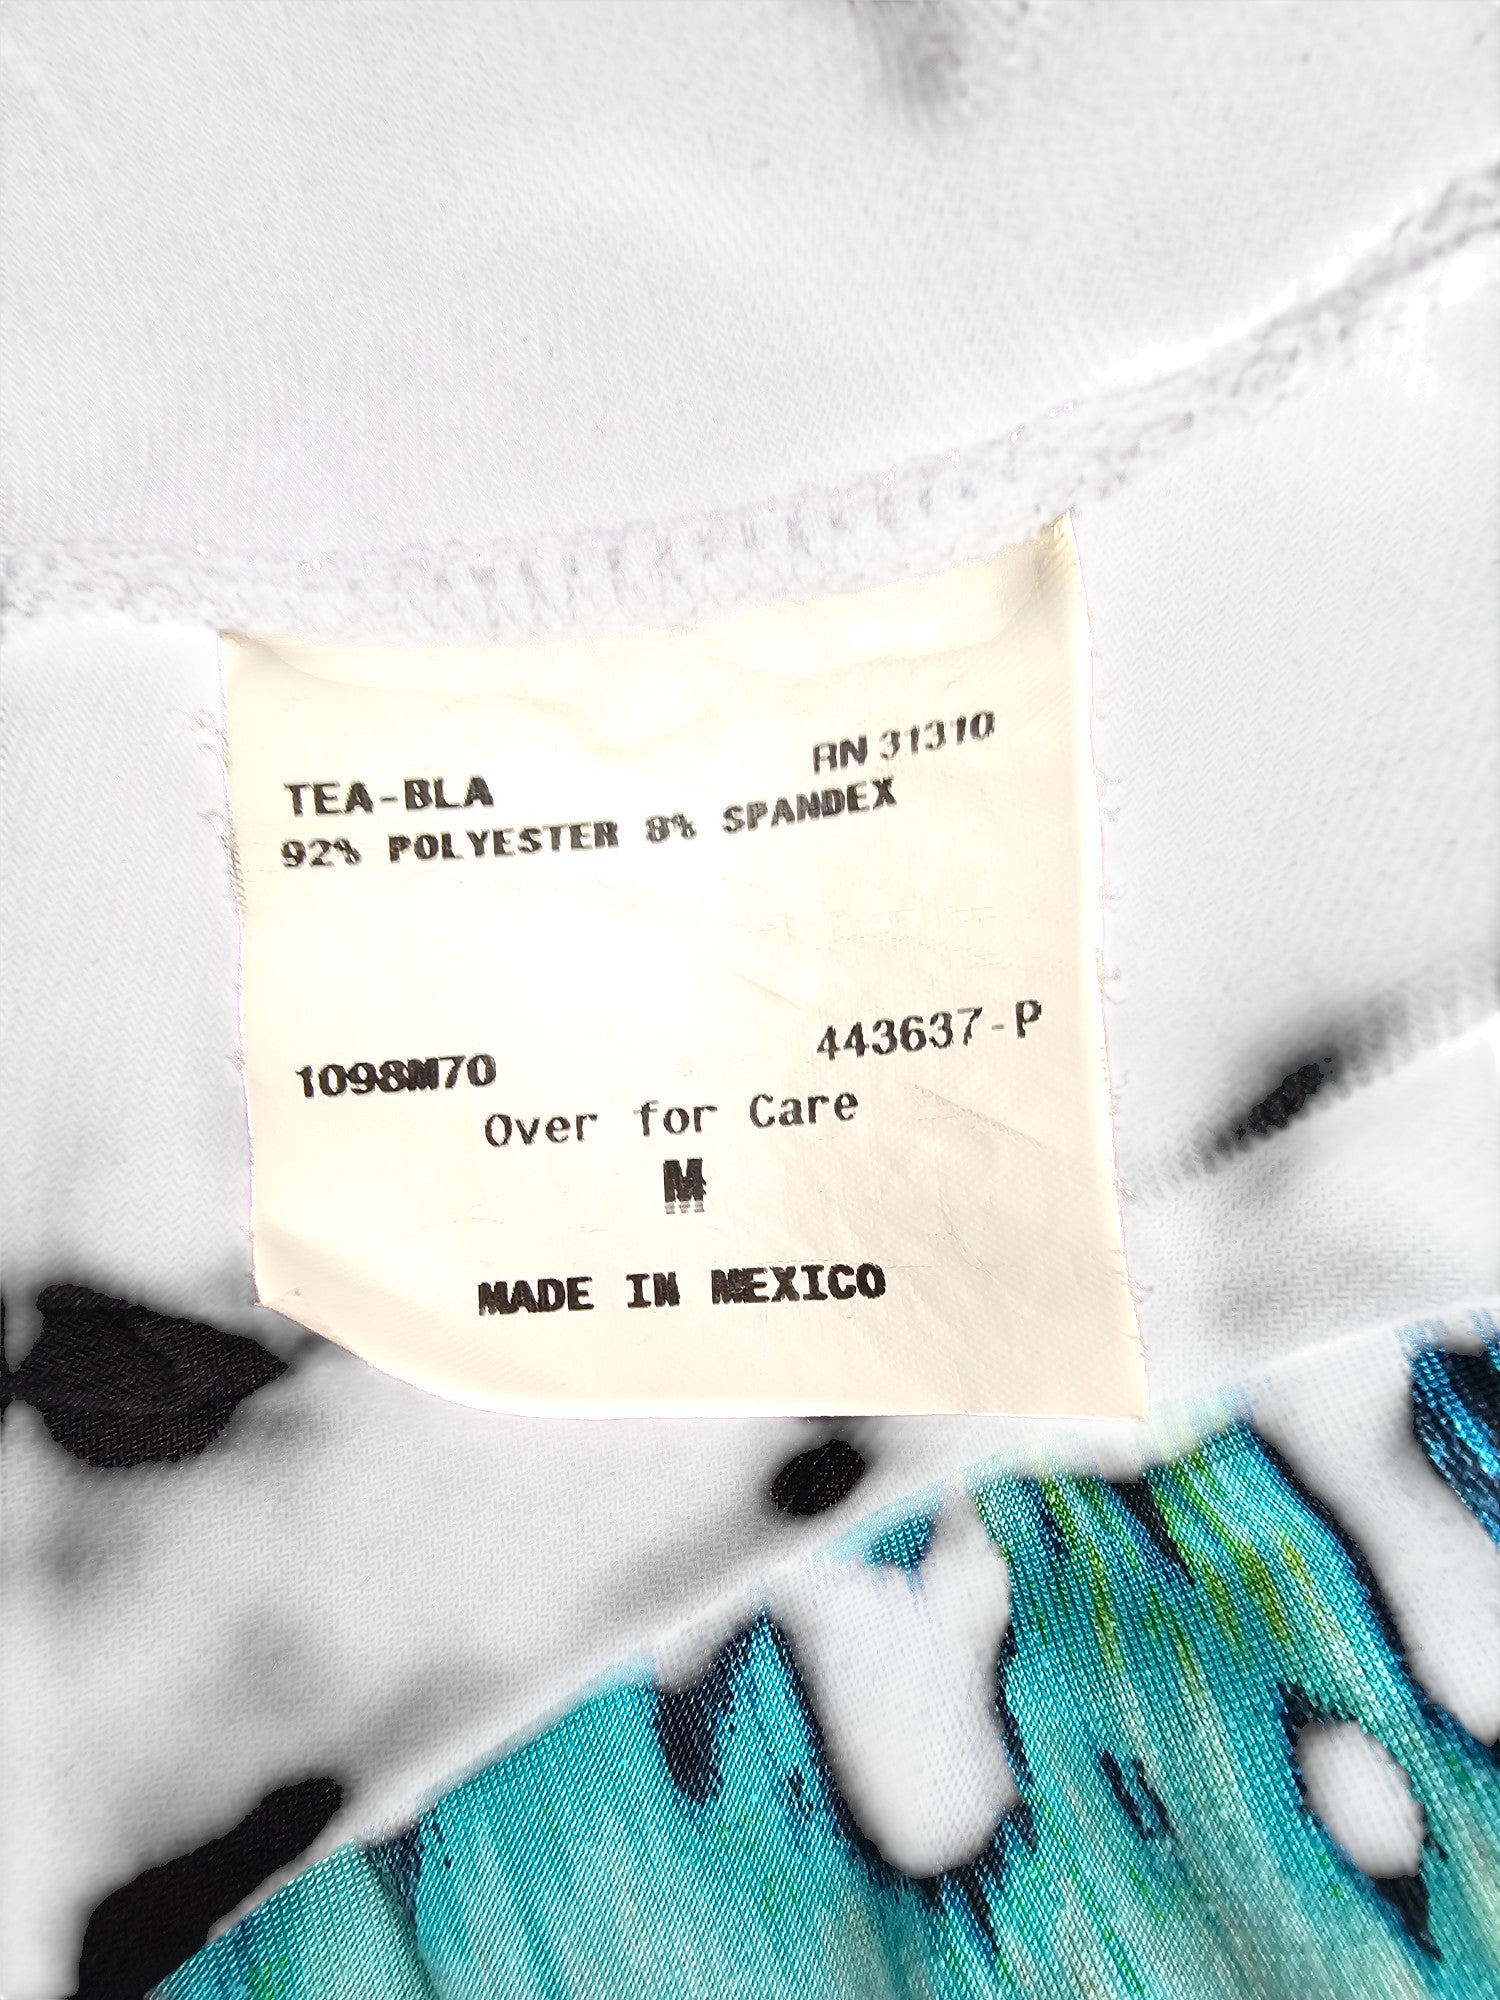 TEA-BLA RN 31310
92% POLYESTER 8% SPANDEX
1098M70 443637-P
Over for Care
M
MADE IN MEXICO